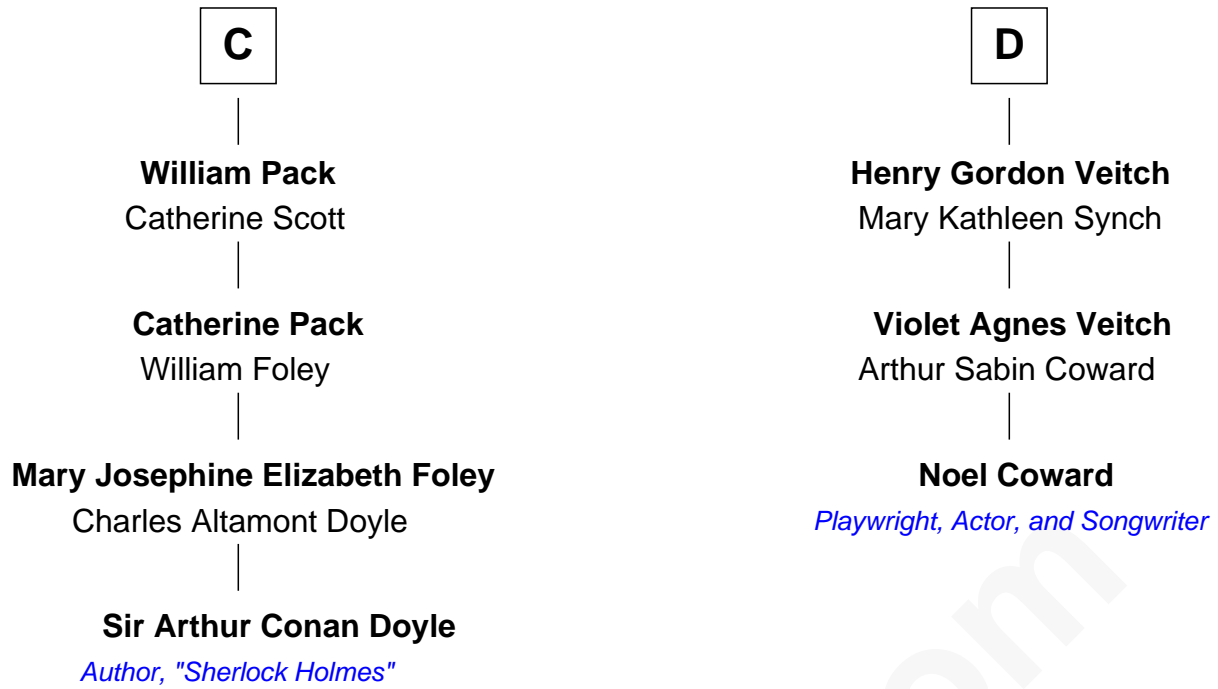 C
William Pack
Catherine Scott
Catherine Pack
William Foley
Mary Josephine Elizabeth Foley
Charles Altamont Doyle
Sir Arthur Conan Doyle
Author, "Sherlock Holmes"
D
Henry Gordon Veitch
Mary Kathleen Synch
Violet Agnes Veitch
Arthur Sabin Coward
Noel Coward
Playwright, Actor, and Songwriter
om